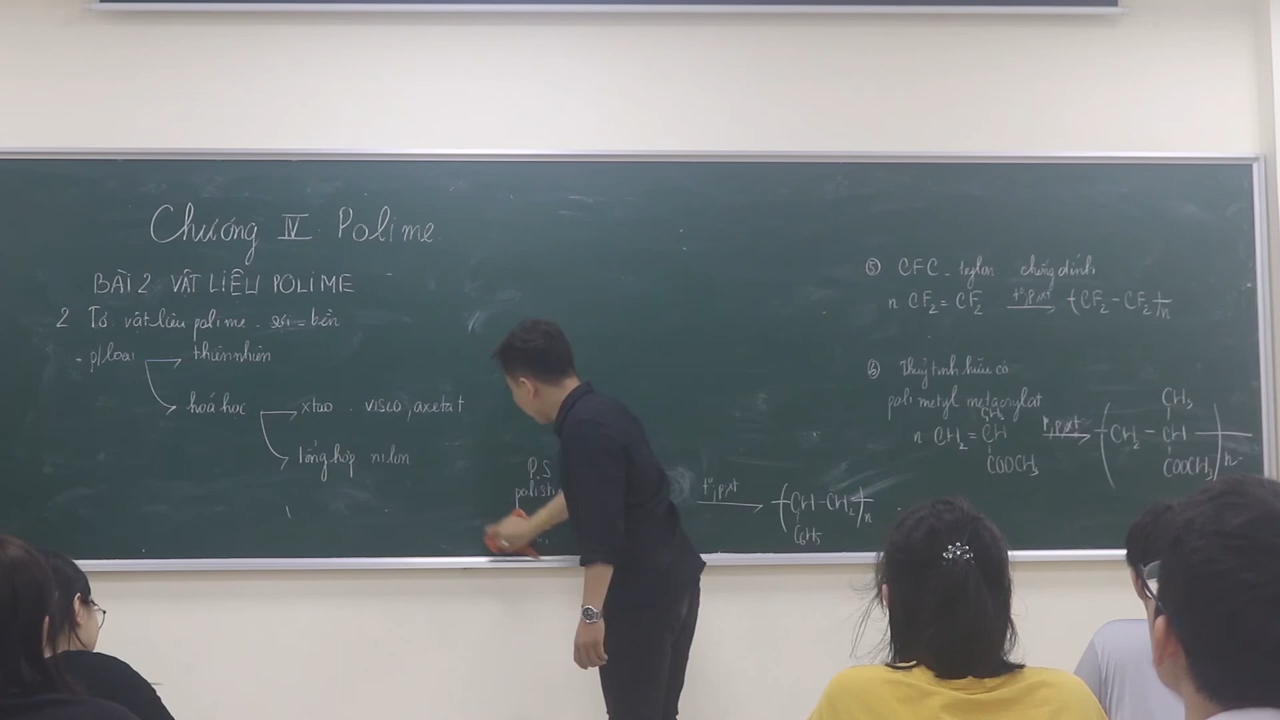 Chương IV Polime
BÀI 2 VẬT LIỆU POLIME
2 Tơ vật liệu polime - sợi - bền
- p/loại → thiên nhiên
→ hoá học → xtạo . visco, axetat
→ tổng hợp nilon
P.S
polisti
t°, p, xt → (CH-CH2)n
C6H5
⑤ CFC - teflon chống dính
n CF2 = CF2 t°, p, xt → (CF2 - CF2)n
⑥ Thuỷ tinh hữu cơ
poli metyl metacrylat
CH3 CH3
n CH2 = CH t, p, xt → (CH2 - CH)n
COOCH3 COOCH3